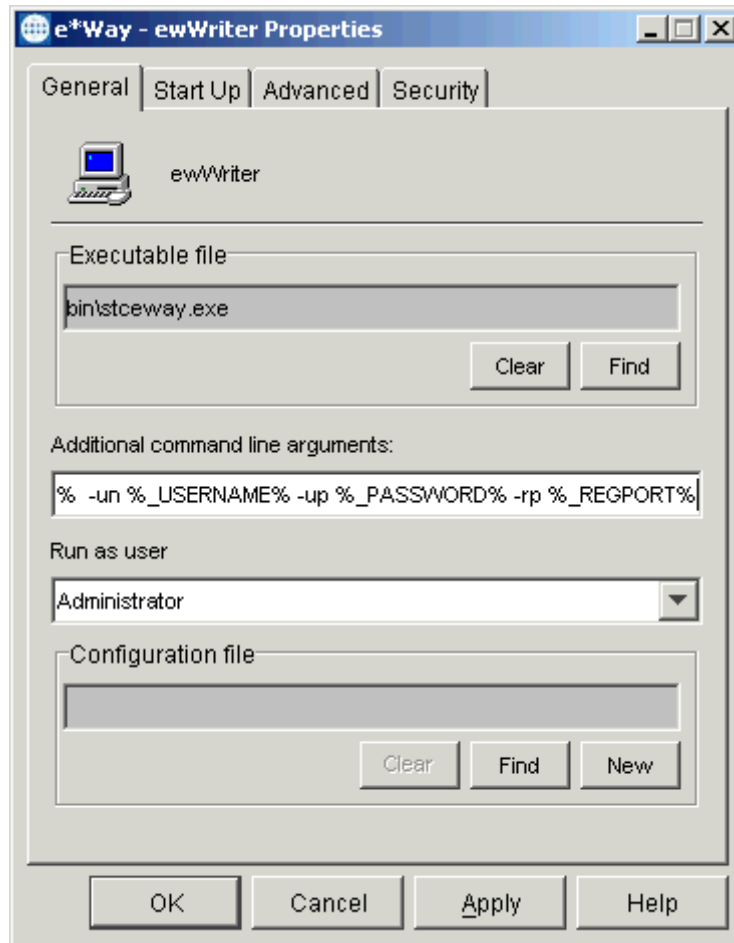 e*Way - ewWriter Properties
General Start Up Advanced Security
ewWriter
Executable file
bin\stceway.exe
Clear Find
Additional command line arguments:
% -un %_USERNAME% -up %_PASSWORD% -rp %_REGPORT%
Run as user
Administrator
Configuration file
Clear Find New
OK Cancel Apply Help